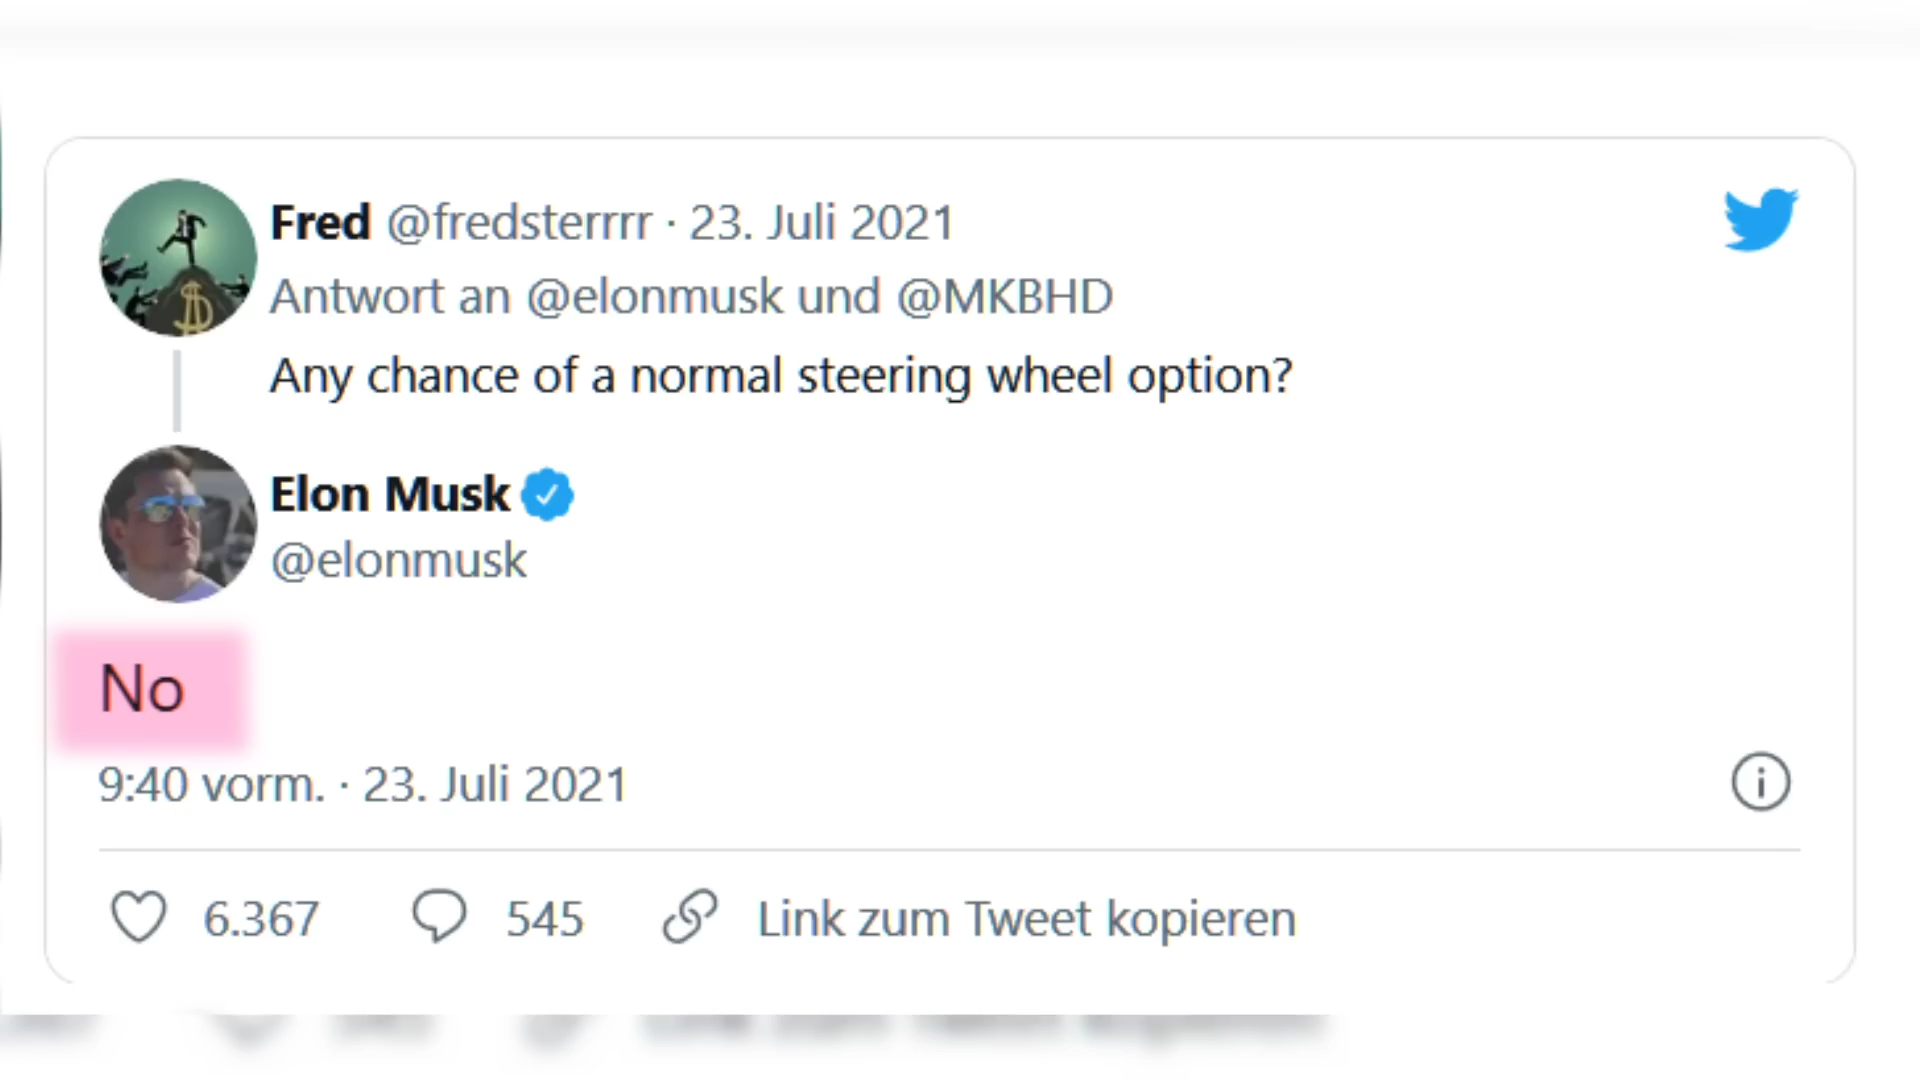 Fred @fredsterrrr · 23. Juli 2021
Antwort an @elonmusk und @MKBHD
Any chance of a normal steering wheel option?
Elon Musk
@elonmusk
No
9:40 vorm. · 23. Juli 2021
6.367 545 Link zum Tweet kopieren